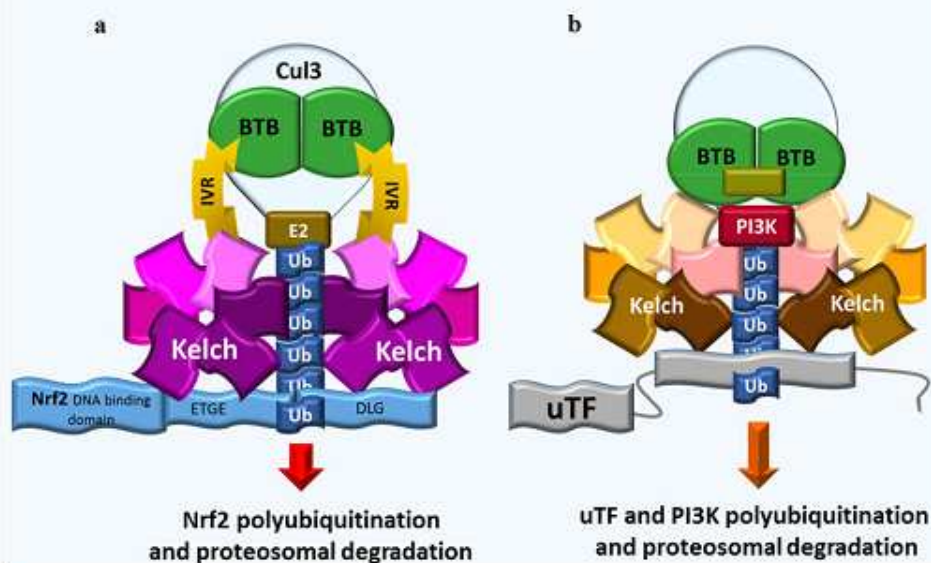 a
Cul3
BTB BTB
IVR IVR
E2
Ub
Ub
Ub
Ub
Ub
Ub
Kelch Kelch
Nrf2 DNA binding
domain
ETGE
DLG
Nrf2 polyubiquitination
and proteosomal degradation
b
BTB BTB
PI3K
Ub
Ub
Ub
Ub
Ub
Kelch Kelch
uTF
uTF and PI3K polyubiquitination
and proteosomal degradation